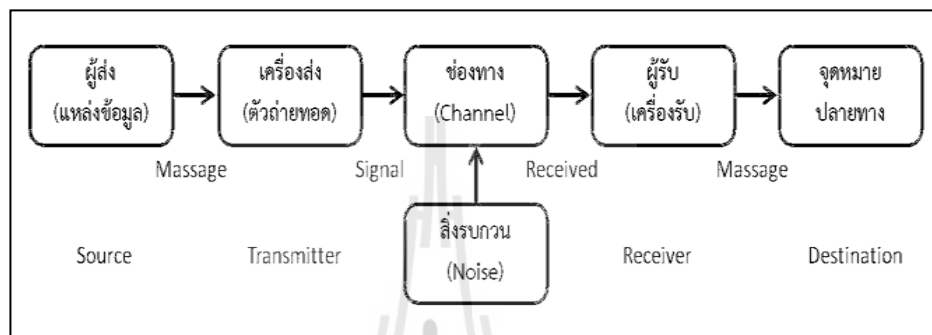 ผู้ส่ง
(แหล่งข้อมูล)
เครื่องส่ง
(ตัวถ่ายทอด)
ช่องทาง
(Channel)
ผู้รับ
(เครื่องรับ)
จุดหมาย
ปลายทาง
Massage
Signal
Received
Massage
สิ่งรบกวน
(Noise)
Source
Transmitter
Receiver
Destination